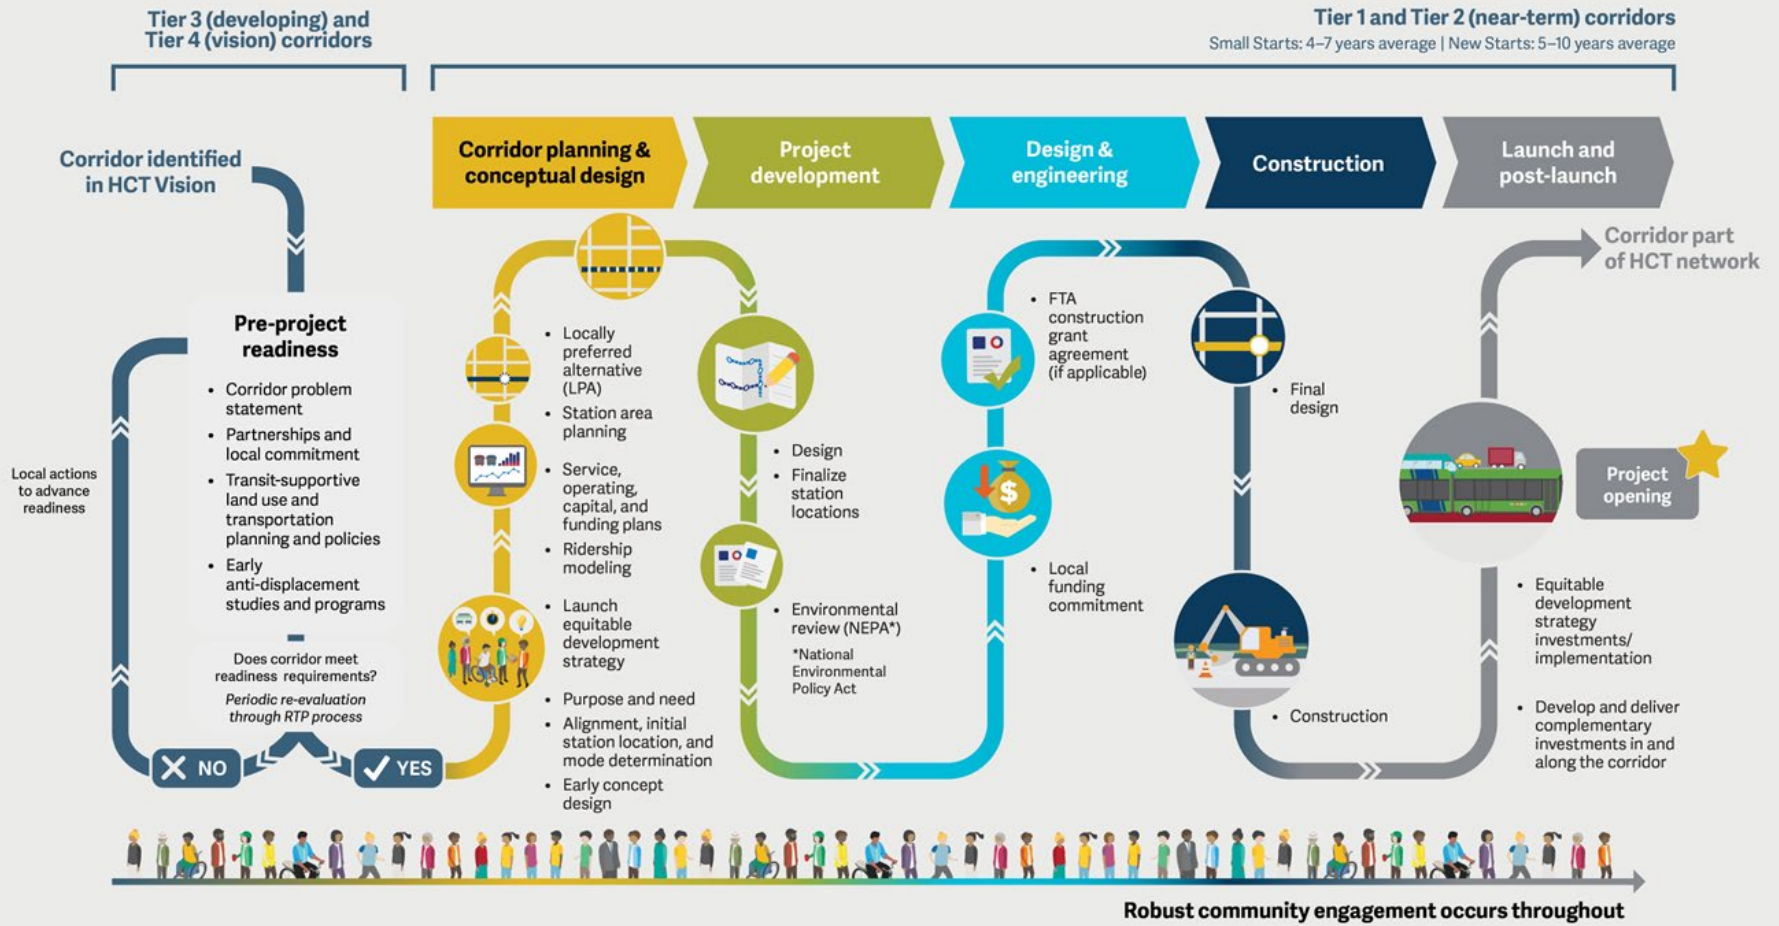 Tier 3 (developing) and
Tier 4 (vision) corridors
Tier 1 and Tier 2 (near-term) corridors
Small Starts: 4–7 years average | New Starts: 5–10 years average
Corridor identified
in HCT Vision
Pre-project
readiness
• Corridor problem
statement
• Partnerships and
local commitment
• Transit-supportive
land use and
transportation
planning and policies
• Early
anti-displacement
studies and programs
Local actions
to advance
readiness
Does corridor meet
readiness requirements?
Periodic re-evaluation
through RTP process
NO
YES
Corridor planning &
conceptual design
• Locally
preferred
alternative
(LPA)
• Station area
planning
• Service,
operating,
capital, and
funding plans
• Ridership
modeling
• Launch
equitable
development
strategy
• Purpose and need
• Alignment, initial
station location, and
mode determination
• Early concept
design
Project
development
• Design
• Finalize
station
locations
• Environmental
review (NEPA*)
*National
Environmental
Policy Act
Design &
engineering
• FTA
construction
grant
agreement
(if applicable)
$
• Local
funding
commitment
Construction
• Final
design
• Construction
Launch and
post-launch
Corridor part
of HCT network
Project
opening
• Equitable
development
strategy
investments/
implementation
• Develop and deliver
complementary
investments in and
along the corridor
Robust community engagement occurs throughout